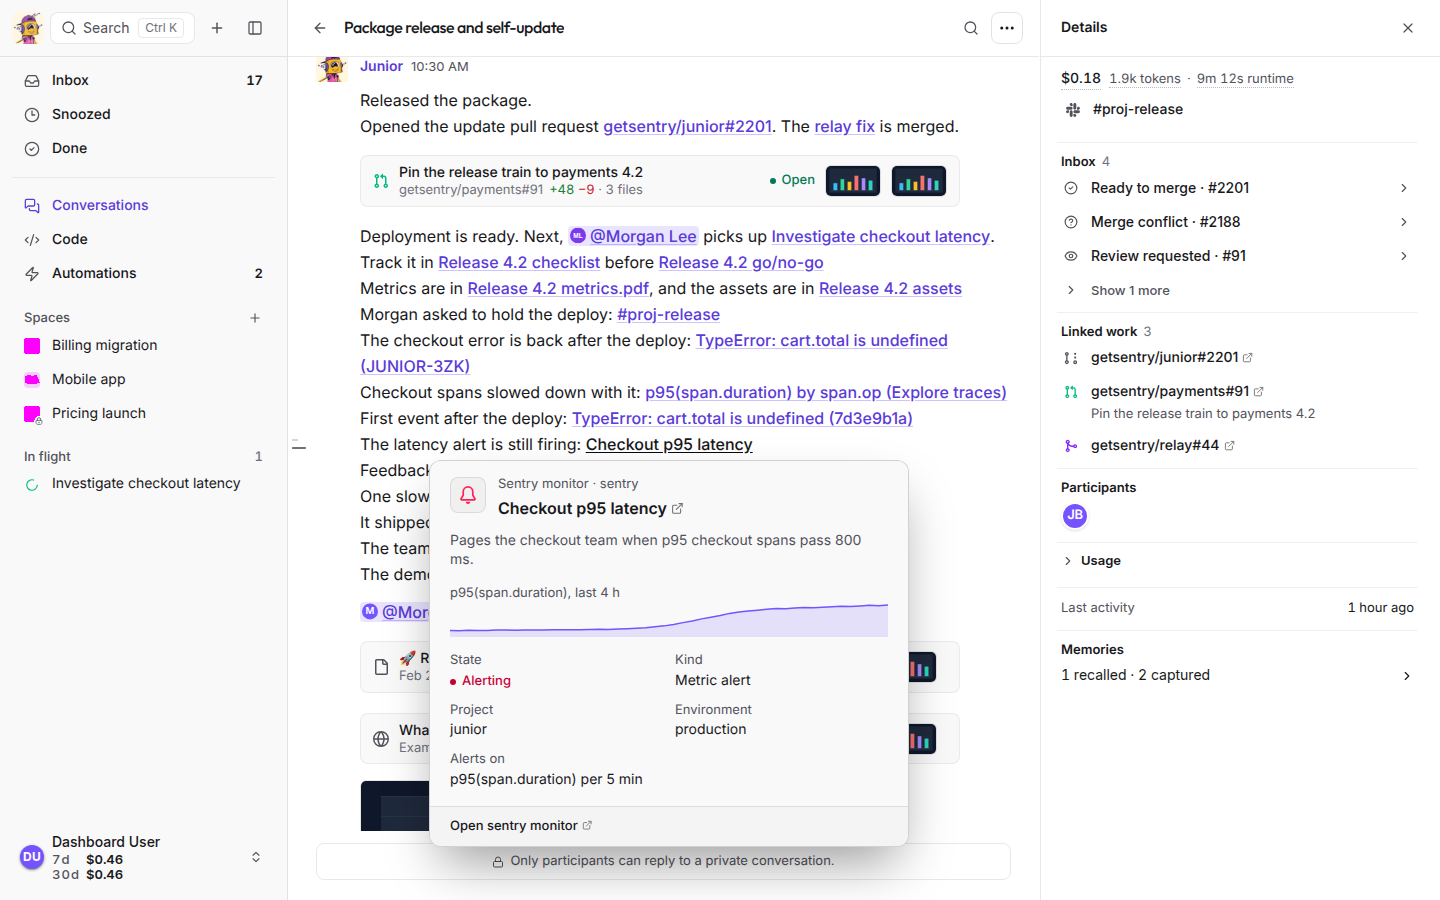 Search Ctrl K
Inbox 17
Snoozed
Done
Conversations
Code
Automations 2
Spaces
Billing migration
Mobile app
Pricing launch
In flight 1
Investigate checkout latency
DU Dashboard User
7d $0.46
30d $0.46
Package release and self-update
Junior 10:30 AM
Released the package.
Opened the update pull request getsentry/junior#2201. The relay fix is merged.
Pin the release train to payments 4.2
getsentry/payments#91 +48 −9 · 3 files
Open
Deployment is ready. Next, ML @Morgan Lee picks up Investigate checkout latency.
Track it in Release 4.2 checklist before Release 4.2 go/no-go
Metrics are in Release 4.2 metrics.pdf, and the assets are in Release 4.2 assets
Morgan asked to hold the deploy: #proj-release
The checkout error is back after the deploy: TypeError: cart.total is undefined
(JUNIOR-3ZK)
Checkout spans slowed down with it: p95(span.duration) by span.op (Explore traces)
First event after the deploy: TypeError: cart.total is undefined (7d3e9b1a)
The latency alert is still firing: Checkout p95 latency
Feedback
One slow
It shipped
The team
The dem
M @Mor
🚀 R
Feb 2
Wha
Exam
Sentry monitor · sentry
Checkout p95 latency
Pages the checkout team when p95 checkout spans pass 800
ms.
p95(span.duration), last 4 h
State
Alerting
Kind
Metric alert
Project
junior
Environment
production
Alerts on
p95(span.duration) per 5 min
Open sentry monitor
Only participants can reply to a private conversation.
Details
$0.18 1.9k tokens · 9m 12s runtime
#proj-release
Inbox 4
Ready to merge · #2201
Merge conflict · #2188
Review requested · #91
Show 1 more
Linked work 3
getsentry/junior#2201
getsentry/payments#91
Pin the release train to payments 4.2
getsentry/relay#44
Participants
JB
Usage
Last activity 1 hour ago
Memories
1 recalled · 2 captured